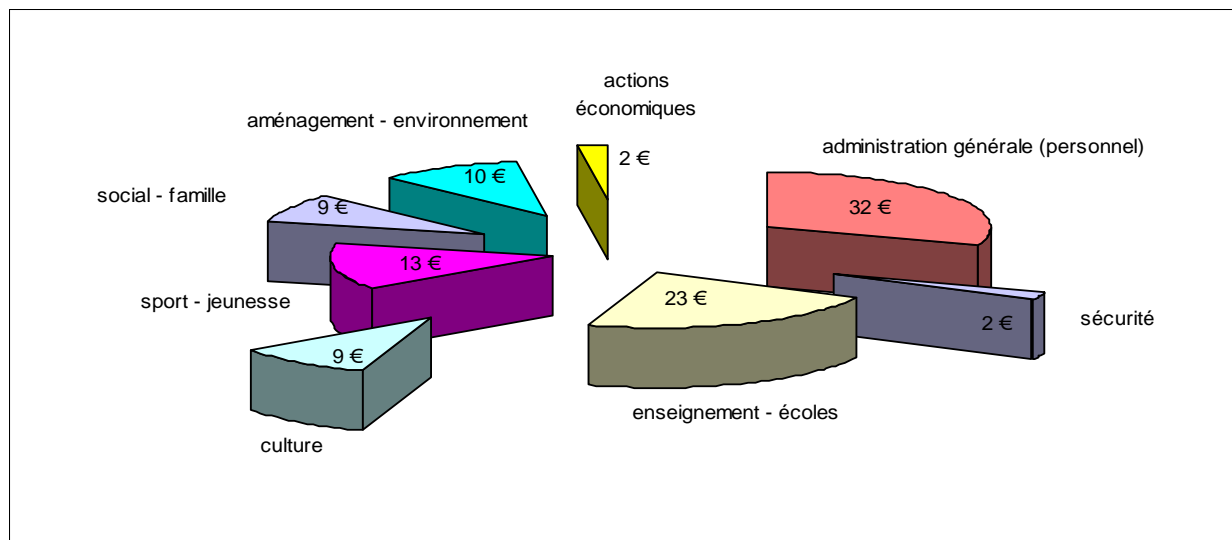 actions
économiques
2 €
aménagement - environnement
10 €
administration générale (personnel)
32 €
social - famille
9 €
sport - jeunesse
13 €
23 €
enseignement - écoles
2 €
sécurité
9 €
culture